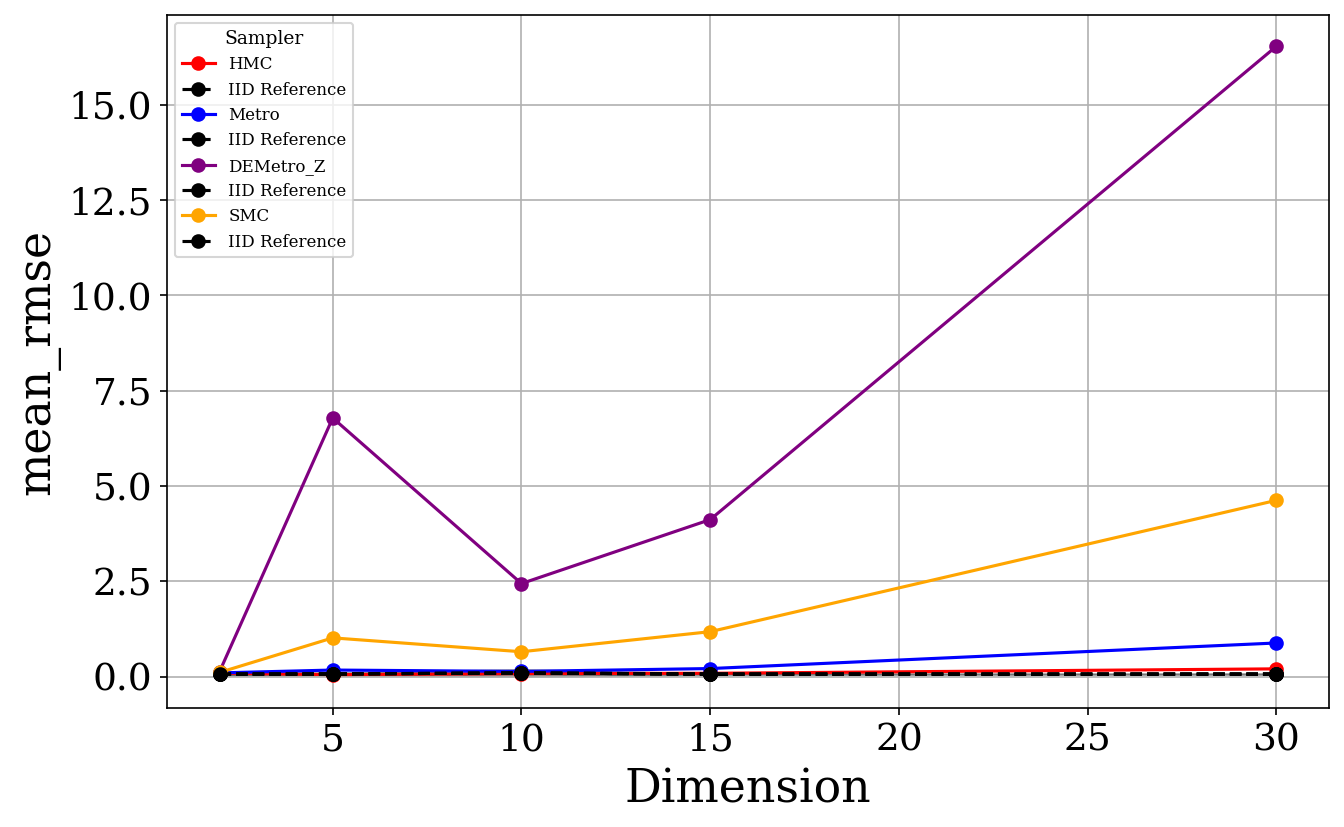 Sampler
HMC
IID Reference
Metro
IID Reference
DEMetro_Z
IID Reference
SMC
IID Reference
mean_rmse
15.0
12.5
10.0
7.5
5.0
2.5
0.0
5 10 15 20 25 30
Dimension